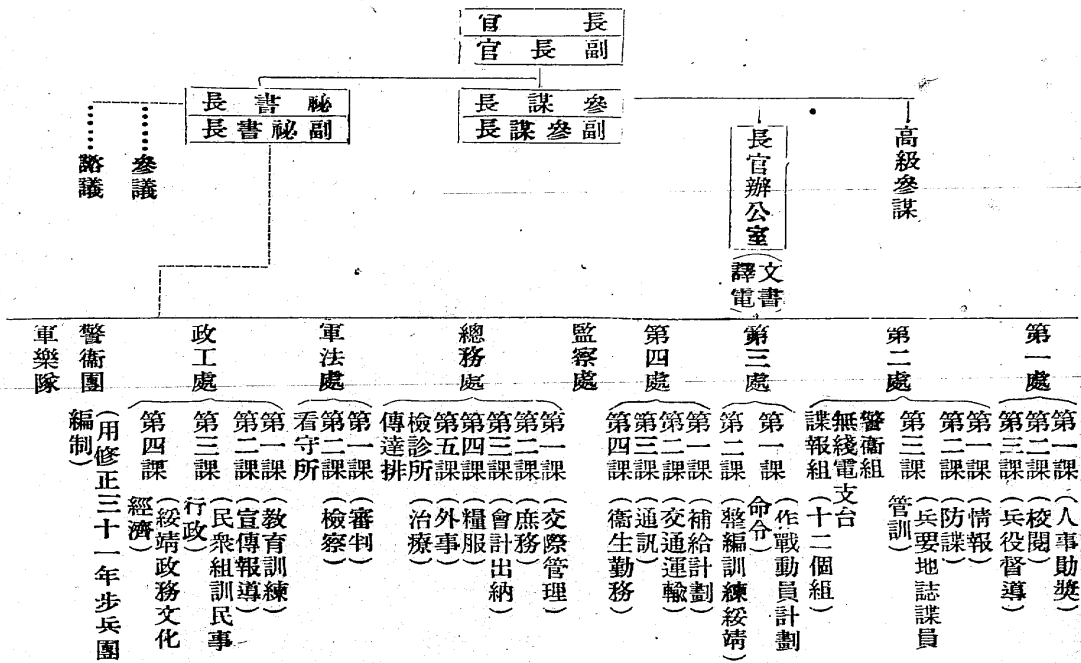 長官
副長官
參謀長
副參謀長
祕書長
副祕書長
高級參謀
長官辦公室
（文書
譯電）
參議
諮議
第一處
第一課（人事勛獎）
第二課（校閱）
第三課（兵役督導）
第二處
第一課（情報）
第二課（防諜）
第三課（兵要地誌諜員
管訓）
警衞組
無綫電支台
諜報組（十二個組）
第三處
第一課（作戰動員計劃
命令）
第二課（整編訓練綏靖）
第四處
第一課（補給計劃）
第二課（交通運輸）
第三課（通訊）
第四課（衞生勤務）
監察處
總務處
第一課（交際管理）
第二課（庶務）
第三課（會計出納）
第四課（糧服）
第五課（外事）
檢診所（治療）
傳達排
軍法處
第一課（審判）
第二課（檢察）
看守所
政工處
第一課（教育訓練）
第二課（宣傳報導）
第三課（民衆組訓民事
行政）
第四課（綏靖政務文化
經濟）
警衞團
（用修正三十一年步兵團
編制）
軍樂隊